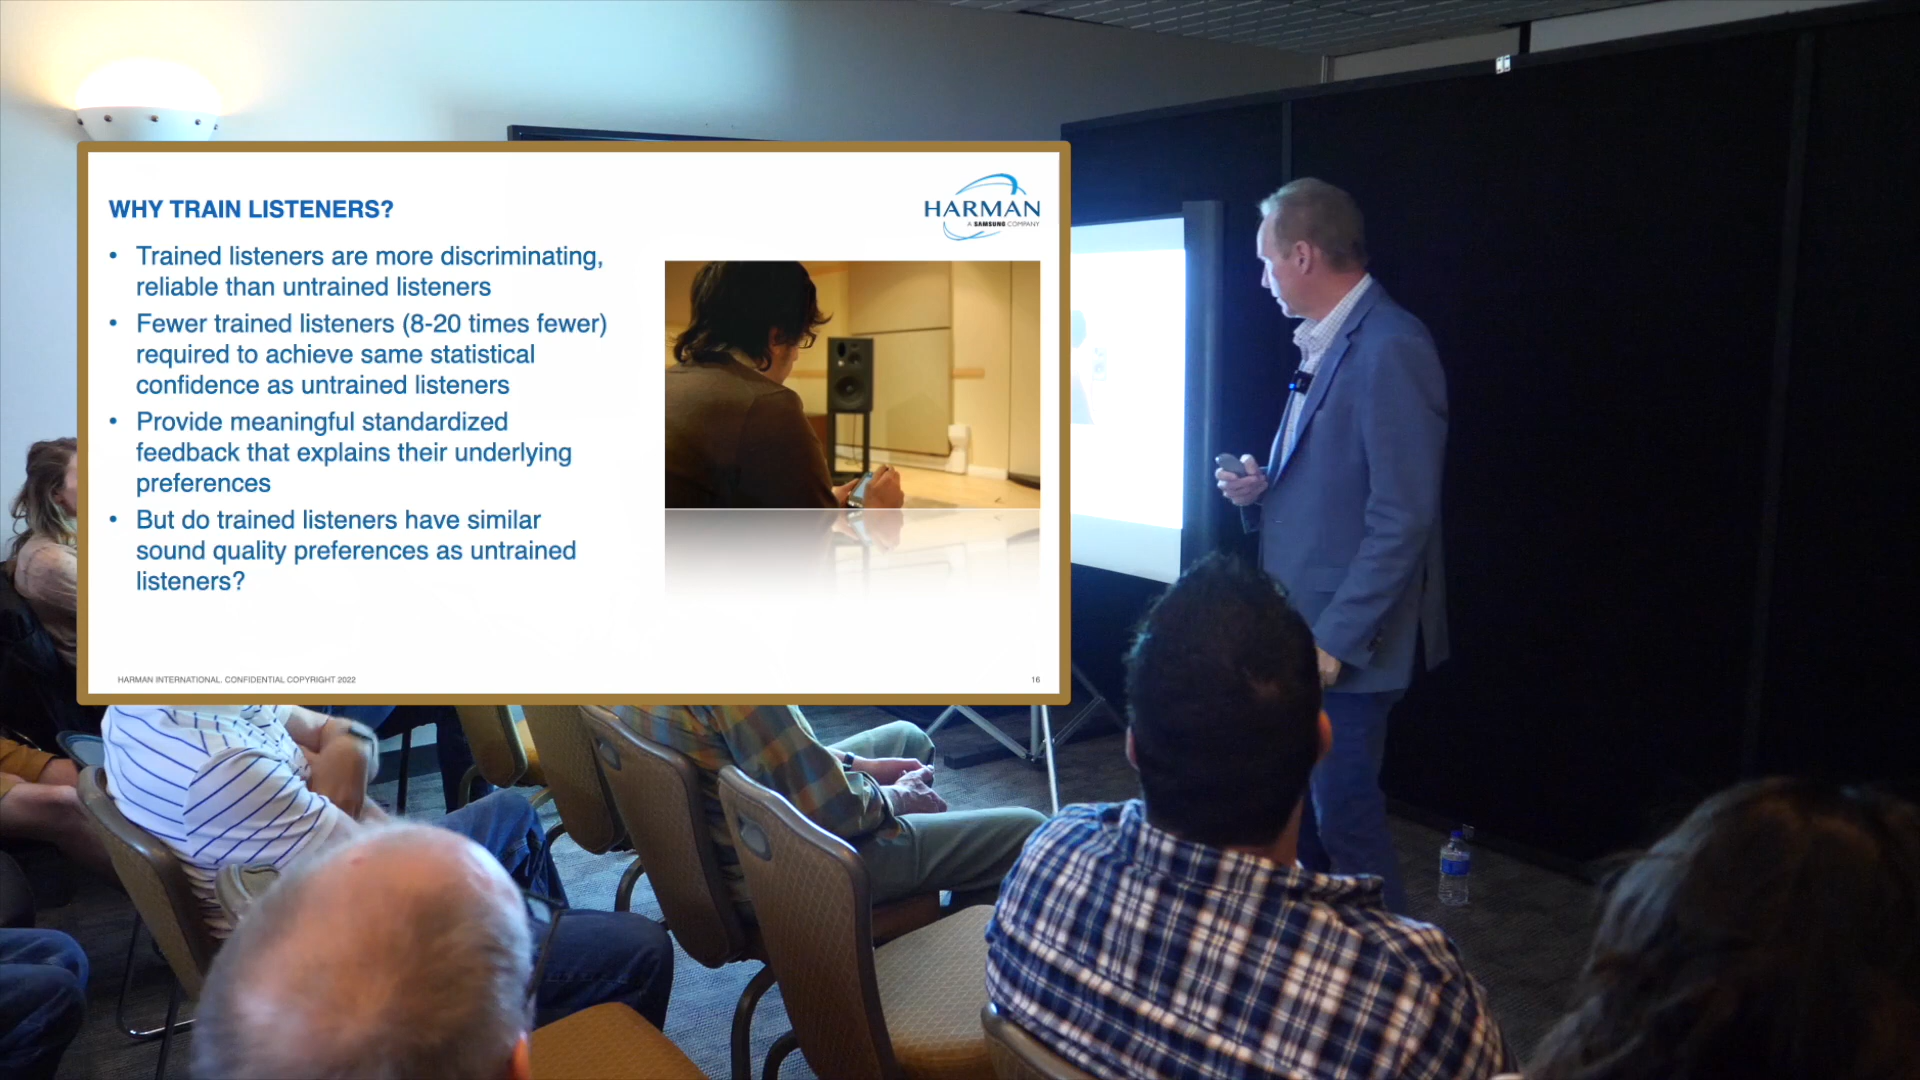 WHY TRAIN LISTENERS?
HARMAN
A SAMSUNG COMPANY
• Trained listeners are more discriminating,
reliable than untrained listeners
• Fewer trained listeners (8-20 times fewer)
required to achieve same statistical
confidence as untrained listeners
• Provide meaningful standardized
feedback that explains their underlying
preferences
• But do trained listeners have similar
sound quality preferences as untrained
listeners?
HARMAN INTERNATIONAL. CONFIDENTIAL COPYRIGHT 2022
16